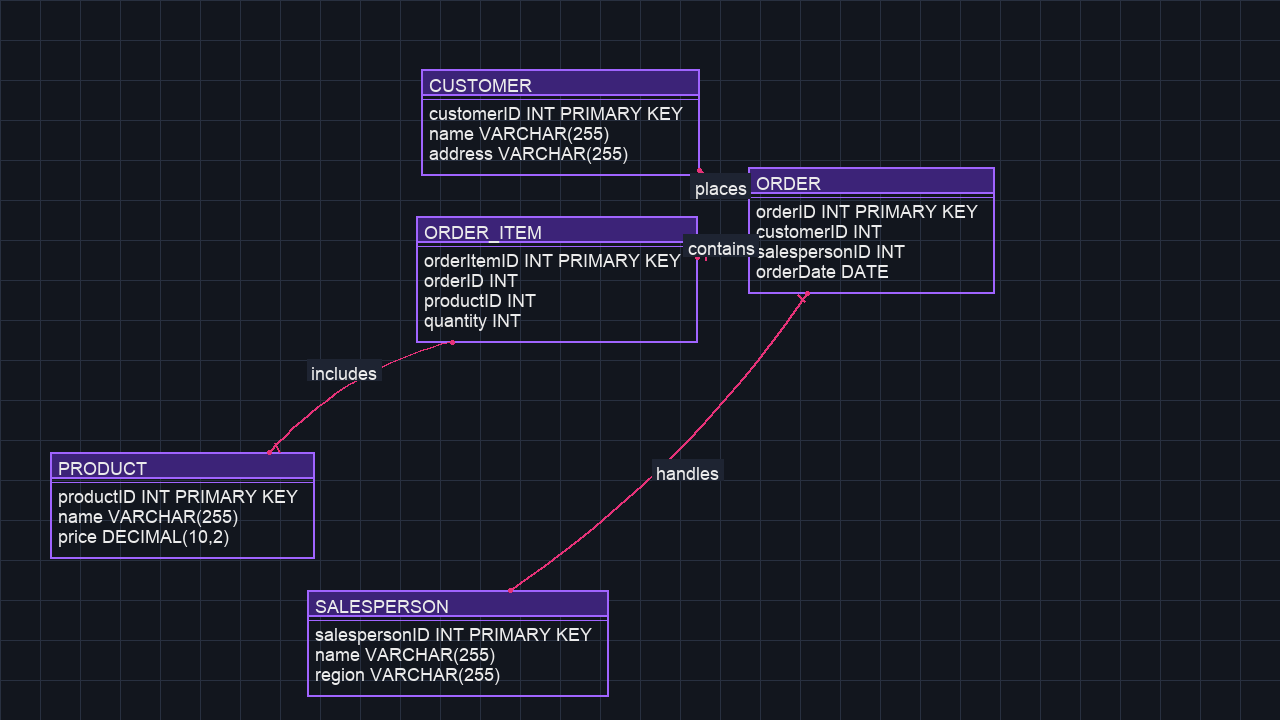 CUSTOMER
customerID INT PRIMARY KEY
name VARCHAR(255)
address VARCHAR(255)
places
ORDER
orderID INT PRIMARY KEY
customerID INT
salespersonID INT
orderDate DATE
ORDER_ITEM
orderItemID INT PRIMARY KEY
orderID INT
productID INT
quantity INT
contains
includes
PRODUCT
productID INT PRIMARY KEY
name VARCHAR(255)
price DECIMAL(10,2)
handles
SALESPERSON
salespersonID INT PRIMARY KEY
name VARCHAR(255)
region VARCHAR(255)